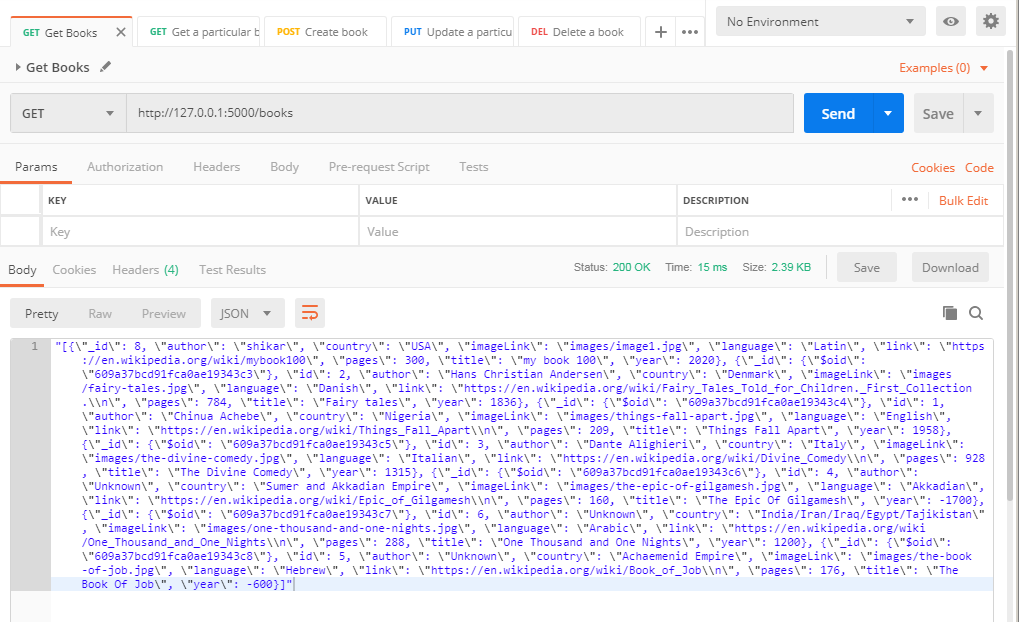 GET Get Books
GET Get a particular b
POST Create book
PUT Update a particu
DEL Delete a book
No Environment
Get Books
Examples (0)
GET
http://127.0.0.1:5000/books
Send
Save
Params Authorization Headers Body Pre-request Script Tests
Cookies Code
KEY VALUE DESCRIPTION
Bulk Edit
Key Value Description
Body Cookies Headers (4) Test Results
Status: 200 OK Time: 15 ms Size: 2.39 KB
Save Download
Pretty Raw Preview JSON
1 "[{\"_id\": 8, \"author\": \"shikar\", \"country\": \"USA\", \"imageLink\": \"images/image1.jpg\", \"language\": \"Latin\", \"link\": \"https
://en.wikipedia.org/wiki/mybook100\", \"pages\": 300, \"title\": \"my book 100\", \"year\": 2020}, {\"_id\": {\"$oid\":
\"609a37bcd91fca0ae19343c3\"}, \"id\": 2, \"author\": \"Hans Christian Andersen\", \"country\": \"Denmark\", \"imageLink\": \"images
/fairy-tales.jpg\", \"language\": \"Danish\", \"link\": \"https://en.wikipedia.org/wiki/Fairy_Tales_Told_for_Children._First_Collection
.\\n\", \"pages\": 784, \"title\": \"Fairy tales\", \"year\": 1836}, {\"_id\": {\"$oid\": \"609a37bcd91fca0ae19343c4\"}, \"id\": 1,
\"author\": \"Chinua Achebe\", \"country\": \"Nigeria\", \"imageLink\": \"images/things-fall-apart.jpg\", \"language\": \"English\",
\"link\": \"https://en.wikipedia.org/wiki/Things_Fall_Apart\\n\", \"pages\": 209, \"title\": \"Things Fall Apart\", \"year\": 1958},
{\"_id\": {\"$oid\": \"609a37bcd91fca0ae19343c5\"}, \"id\": 3, \"author\": \"Dante Alighieri\", \"country\": \"Italy\", \"imageLink\":
\"images/the-divine-comedy.jpg\", \"language\": \"Italian\", \"link\": \"https://en.wikipedia.org/wiki/Divine_Comedy\\n\", \"pages\": 928
, \"title\": \"The Divine Comedy\", \"year\": 1315}, {\"_id\": {\"$oid\": \"609a37bcd91fca0ae19343c6\"}, \"id\": 4, \"author\":
\"Unknown\", \"country\": \"Sumer and Akkadian Empire\", \"imageLink\": \"images/the-epic-of-gilgamesh.jpg\", \"language\": \"Akkadian\",
\"link\": \"https://en.wikipedia.org/wiki/Epic_of_Gilgamesh\\n\", \"pages\": 160, \"title\": \"The Epic Of Gilgamesh\", \"year\": -1700},
{\"_id\": {\"$oid\": \"609a37bcd91fca0ae19343c7\"}, \"id\": 6, \"author\": \"Unknown\", \"country\": \"India/Iran/Iraq/Egypt/Tajikistan\"
, \"imageLink\": \"images/one-thousand-and-one-nights.jpg\", \"language\": \"Arabic\", \"link\": \"https://en.wikipedia.org/wiki
/One_Thousand_and_One_Nights\\n\", \"pages\": 288, \"title\": \"One Thousand and One Nights\", \"year\": 1200}, {\"_id\": {\"$oid\":
\"609a37bcd91fca0ae19343c8\"}, \"id\": 5, \"author\": \"Unknown\", \"country\": \"Achaemenid Empire\", \"imageLink\": \"images/the-book
-of-job.jpg\", \"language\": \"Hebrew\", \"link\": \"https://en.wikipedia.org/wiki/Book_of_Job\\n\", \"pages\": 176, \"title\": \"The
Book Of Job\", \"year\": -600}]"